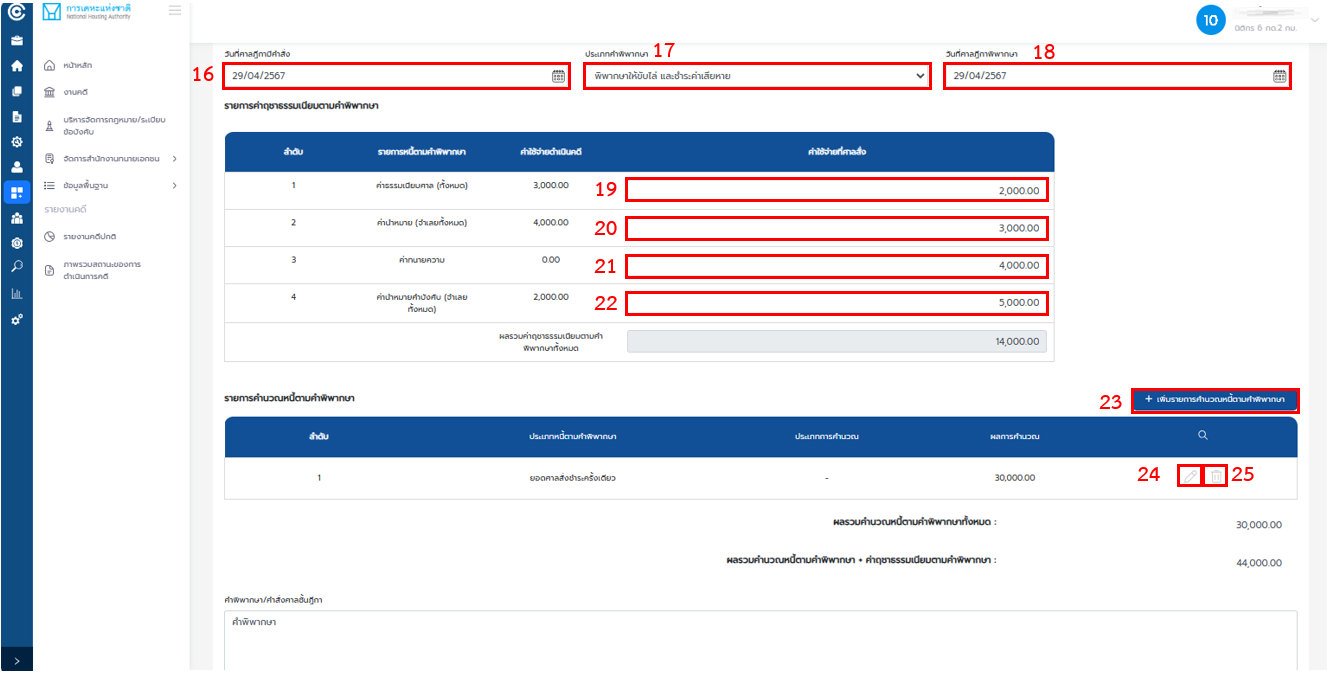 การเคหะแห่งชาติ
National Housing Authority
10
นิติกร 6 กด.2 กม.
หน้าหลัก
งานคดี
บริหารจัดการกฎหมาย/ระเบียบ
ข้อบังคับ
จัดการสำนักงานทนายเอกชน
ข้อมูลพื้นฐาน
รายงานคดี
รายงานคดีปกติ
ภาพรวมสถานะของการ
ดำเนินการคดี
วันที่ศาลฎีกามีคำสั่ง
ประเภทคำพิพากษา 17
วันที่ศาลฎีกาพิพากษา 18
16 29/04/2567
พิพากษาให้ขับไล่ และชำระค่าเสียหาย
29/04/2567
รายการค่าฤชาธรรมเนียมตามคำพิพากษา
ลำดับ รายการหนี้ตามคำพิพากษา ค่าใช้จ่ายดำเนินคดี ค่าใช้จ่ายที่ศาลสั่ง
1 ค่าธรรมเนียมศาล (ทั้งหมด) 3,000.00 19 2,000.00
2 ค่านำหมาย (จำเลยทั้งหมด) 4,000.00 20 3,000.00
3 ค่าทนายความ 0.00 21 4,000.00
4 ค่านำหมายคำบังคับ (จำเลย
ทั้งหมด) 2,000.00 22 5,000.00
ผลรวมค่าฤชาธรรมเนียมตามคำ
พิพากษาทั้งหมด 14,000.00
รายการคำนวณหนี้ตามคำพิพากษา
23 + เพิ่มรายการคำนวณหนี้ตามคำพิพากษา
ลำดับ ประเภทหนี้ตามคำพิพากษา ประเภทการคำนวณ ผลการคำนวณ
1 ยอดศาลสั่งชำระครั้งเดียว - 30,000.00 24 25
ผลรวมคำนวณหนี้ตามคำพิพากษาทั้งหมด : 30,000.00
ผลรวมคำนวณหนี้ตามคำพิพากษา + ค่าฤชาธรรมเนียมตามคำพิพากษา : 44,000.00
คำพิพากษา/คำสั่งศาลชั้นฎีกา
คำพิพากษา